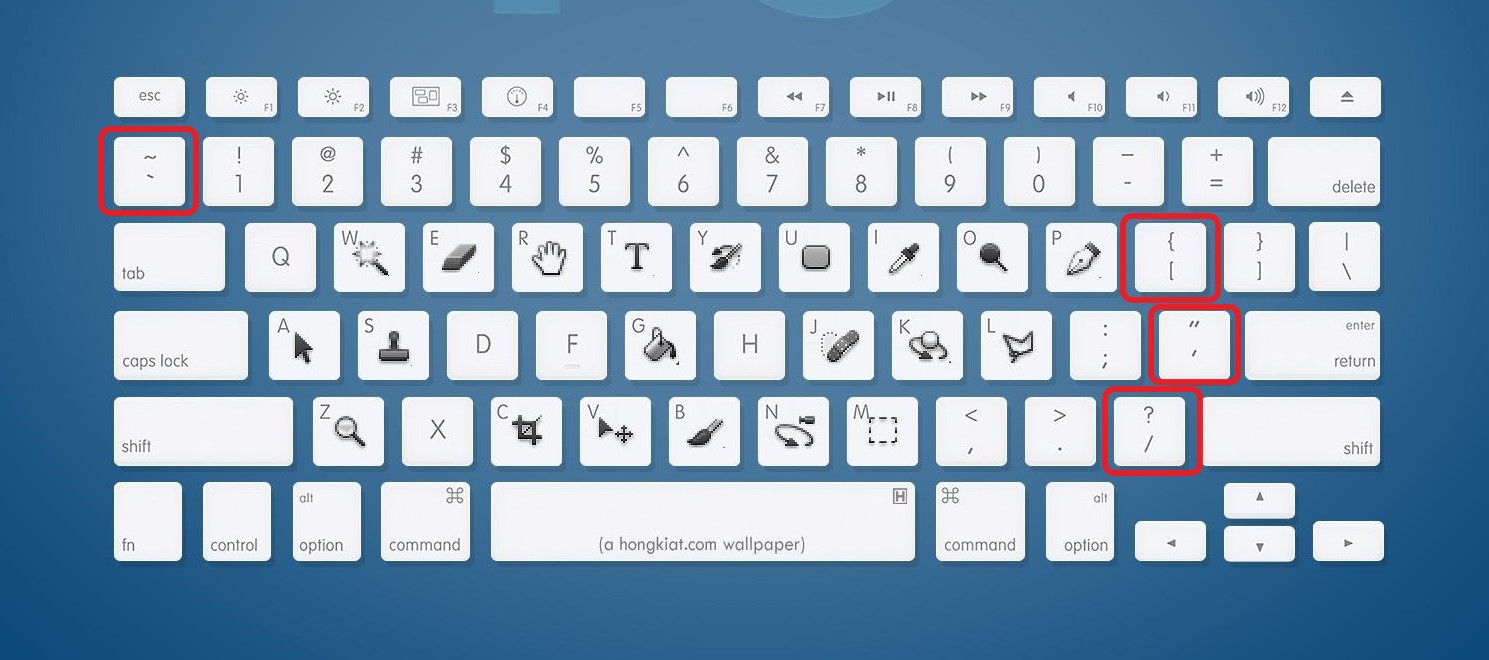 esc F1 F2 F3 F4 F5 F6 F7 F8 F9 F10 F11 F12
~ ! @ # $ % ^ & * ( ) – +
` 1 2 3 4 5 6 7 8 9 0 - = delete
tab Q W E R T Y U I O P { [ } ] | \
caps lock A S D F G H J K L : ; " ' enter return
shift Z X C V B N M < , > . ? / shift
fn control alt option ⌘ command H (a hongkiat.com wallpaper) ⌘ command alt option